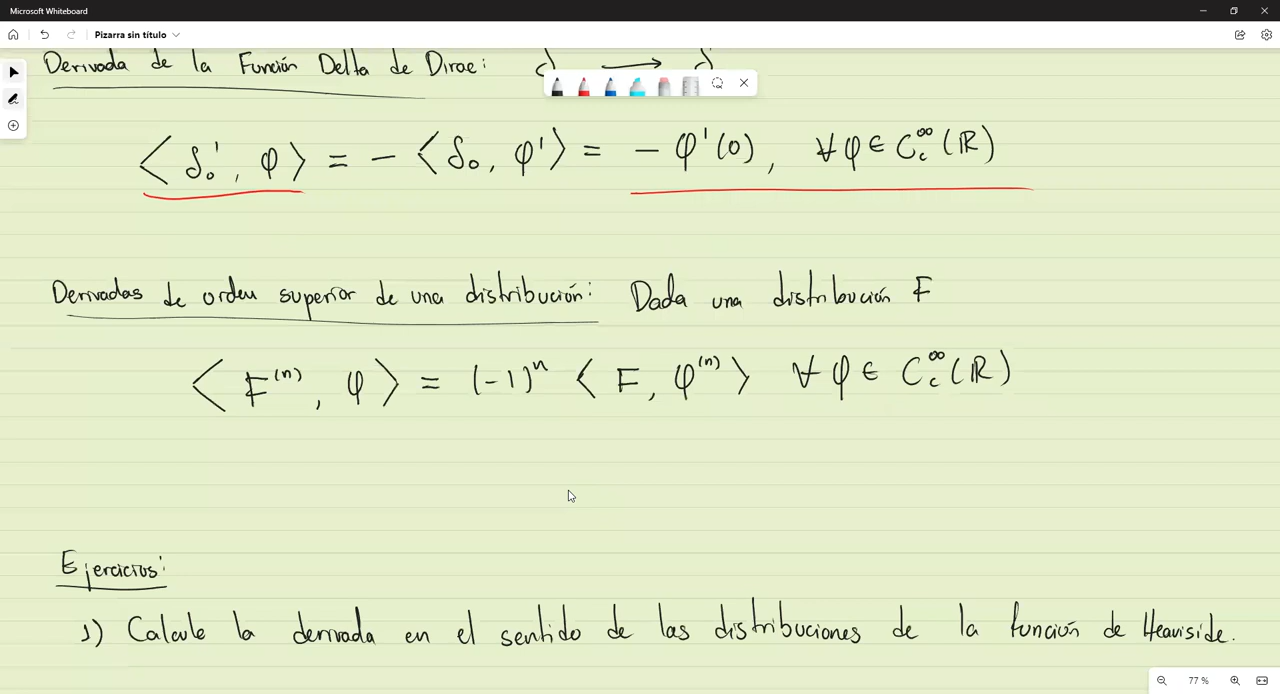 Microsoft Whiteboard
Pizarra sin título
Derivada de la Función Delta de Dirac: δ → δ'
⟨δ₀', φ⟩ = - ⟨δ₀, φ'⟩ = - φ'(0), ∀φ ∈ C_c^∞(ℝ)
Derivadas de orden superior de una distribución: Dada una distribución F
⟨F^(n), φ⟩ = (-1)^n ⟨F, φ^(n)⟩ ∀φ ∈ C_c^∞(ℝ)
Ejercicios:
1) Calcule la derivada en el sentido de las distribuciones de la función de Heaviside.
77 %